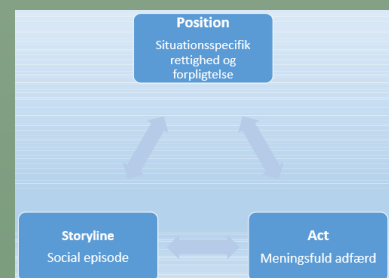 Position
Situationsspecifik
rettighed og
forpligtelse
Storyline
Social episode
Act
Meningsfuld adfærd